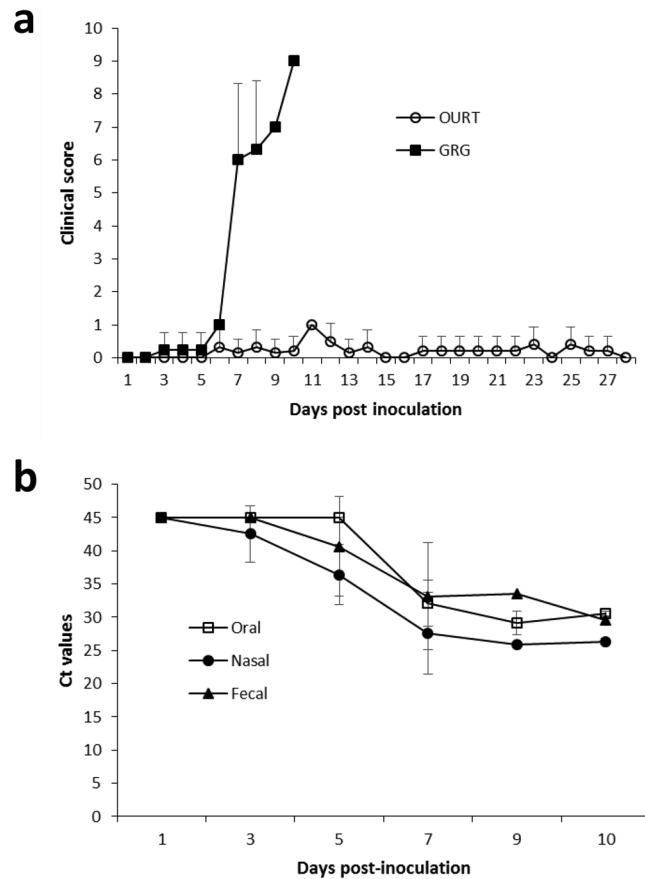 a
10
9
8
7
6
5
4
3
2
1
0
Clinical score
OURT
GRG
1 3 5 7 9 11 13 15 17 19 21 23 25 27
Days post inoculation
b
50
45
40
35
30
25
20
15
10
5
0
Ct values
Oral
Nasal
Fecal
1 3 5 7 9 10
Days post-inoculation